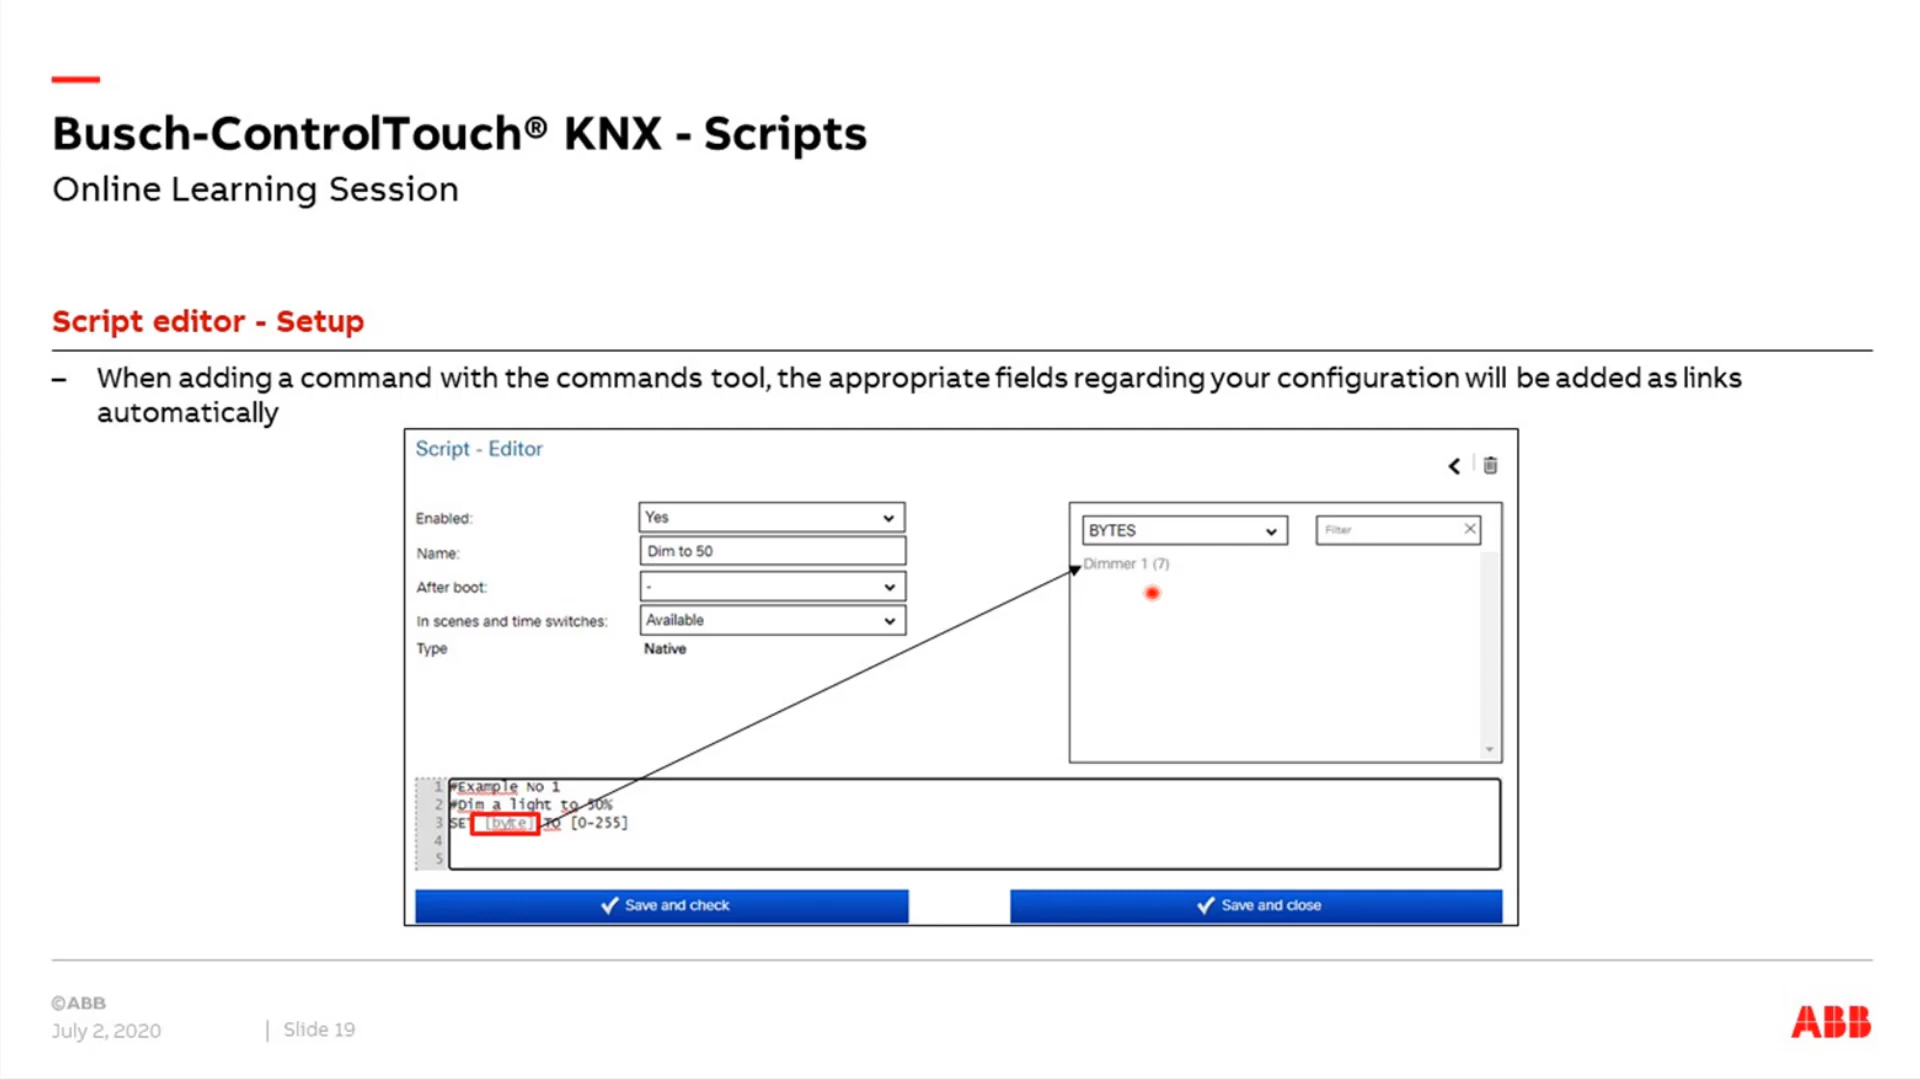 Busch-ControlTouch® KNX - Scripts
Online Learning Session
Script editor - Setup
– When adding a command with the commands tool, the appropriate fields regarding your configuration will be added as links
automatically
Script - Editor
Enabled: Yes
Name: Dim to 50
After boot: -
In scenes and time switches: Available
Type Native
BYTES Filter
Dimmer 1 (7)
1 #Example No 1
2 #Dim a light to 50%
3 SET [byte] TO [0-255]
4
5
Save and check Save and close
©ABB
July 2, 2020 | Slide 19
ABB